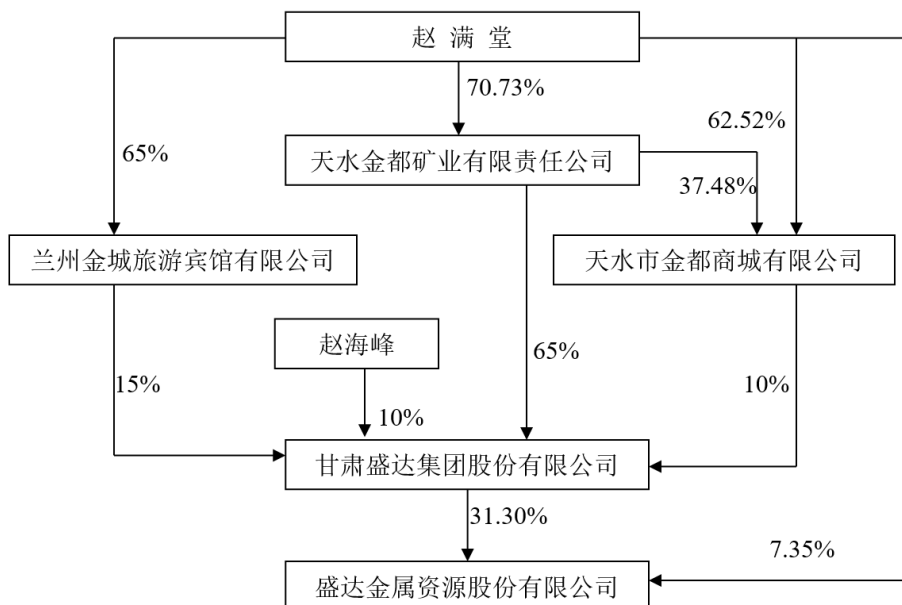 赵 满 堂
70.73%
62.52%
65%
天水金都矿业有限责任公司
37.48%
兰州金城旅游宾馆有限公司
天水市金都商城有限公司
赵海峰
15%
65%
10%
10%
甘肃盛达集团股份有限公司
31.30%
7.35%
盛达金属资源股份有限公司